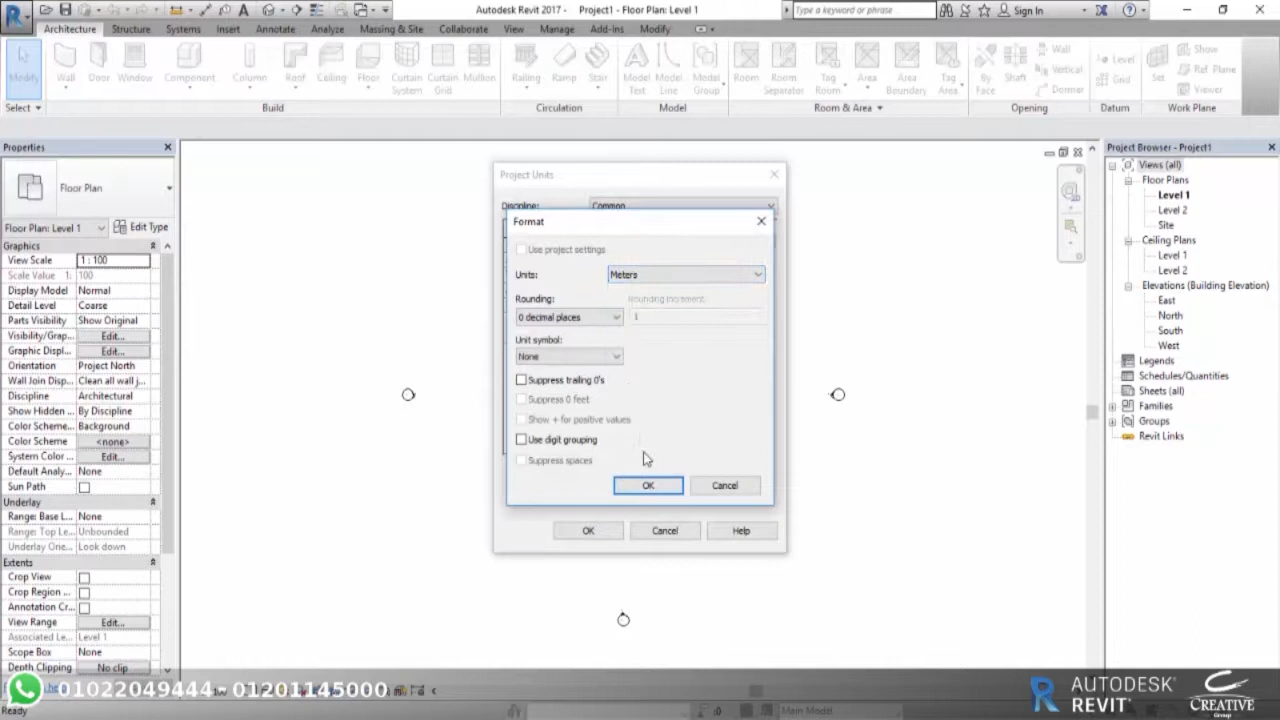 Autodesk Revit 2017 -     Project1 - Floor Plan: Level 1
Type a keyword or phrase
Sign In
Architecture Structure Systems Insert Annotate Analyze Massing & Site Collaborate View Manage Add-Ins Modify
Modify
Wall Door Window Component Column Roof Ceiling Floor Curtain System Curtain Grid Mullion
Railing Ramp Stair
Model Text Model Line Model Group
Room Room Separator Tag Room Area Area Boundary Tag Area
By Face Shaft Wall Vertical Dormer
Level Grid
Set Show Ref Plane Viewer
Select Build Circulation Model Room & Area Opening Datum Work Plane
Properties
Floor Plan
Floor Plan: Level 1 Edit Type
Graphics
View Scale 1 : 100
Scale Value 1: 100
Display Model Normal
Detail Level Coarse
Parts Visibility Show Original
Visibility/Grap... Edit...
Graphic Displ... Edit...
Orientation Project North
Wall Join Disp... Clean all wall j...
Discipline Architectural
Show Hidden ... By Discipline
Color Scheme... Background
Color Scheme <none>
System Color ... Edit...
Default Analy... None
Sun Path
Underlay
Range: Base L... None
Range: Top Le... Unbounded
Underlay Orie... Look down
Extents
Crop View
Crop Region ...
Annotation Cr...
View Range Edit...
Associated Le... Level 1
Scope Box None
Depth Clipping No clip
Project Units
Discipline: Common
Format
Use project settings
Units: Meters
Rounding: Rounding increment:
0 decimal places 1
Unit symbol:
None
Suppress trailing 0's
Suppress 0 feet
Show + for positive values
Use digit grouping
Suppress spaces
OK Cancel
OK Cancel Help
Project Browser - Project1
Views (all)
Floor Plans
Level 1
Level 2
Site
Ceiling Plans
Level 1
Level 2
Elevations (Building Elevation)
East
North
South
West
Legends
Schedules/Quantities
Sheets (all)
Families
Groups
Revit Links
01022049444 - 01201145000
Ready
:0
Main Model
AUTODESK®
REVIT®
CREATIVE
Group